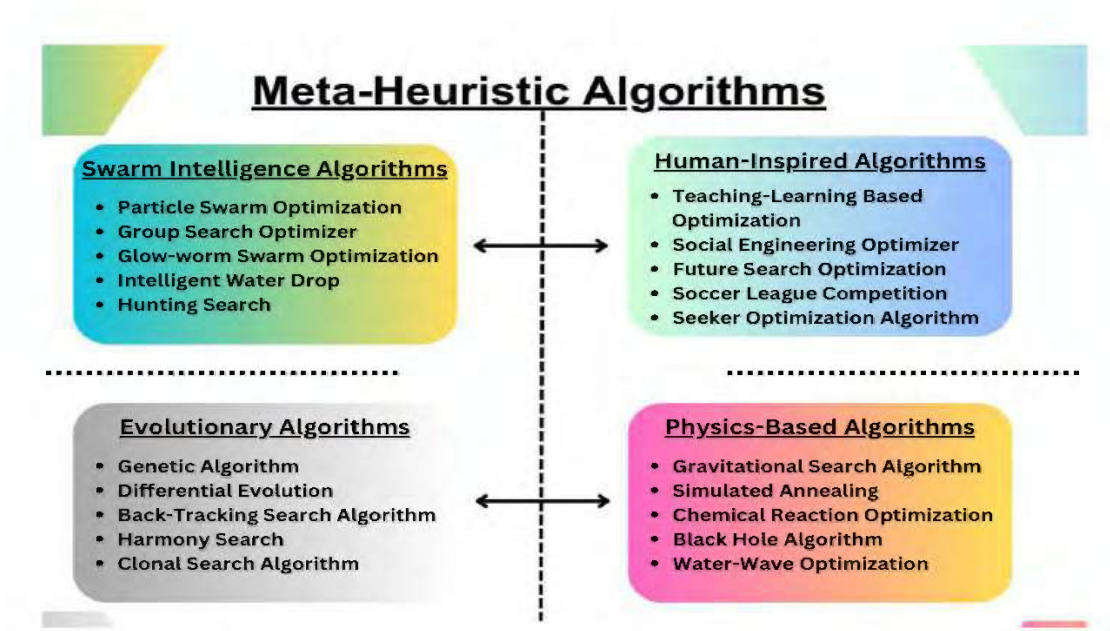 Meta-Heuristic Algorithms
Swarm Intelligence Algorithms
• Particle Swarm Optimization
• Group Search Optimizer
• Glow-worm Swarm Optimization
• Intelligent Water Drop
• Hunting Search
Human-Inspired Algorithms
• Teaching-Learning Based
Optimization
• Social Engineering Optimizer
• Future Search Optimization
• Soccer League Competition
• Seeker Optimization Algorithm
Evolutionary Algorithms
• Genetic Algorithm
• Differential Evolution
• Back-Tracking Search Algorithm
• Harmony Search
• Clonal Search Algorithm
Physics-Based Algorithms
• Gravitational Search Algorithm
• Simulated Annealing
• Chemical Reaction Optimization
• Black Hole Algorithm
• Water-Wave Optimization